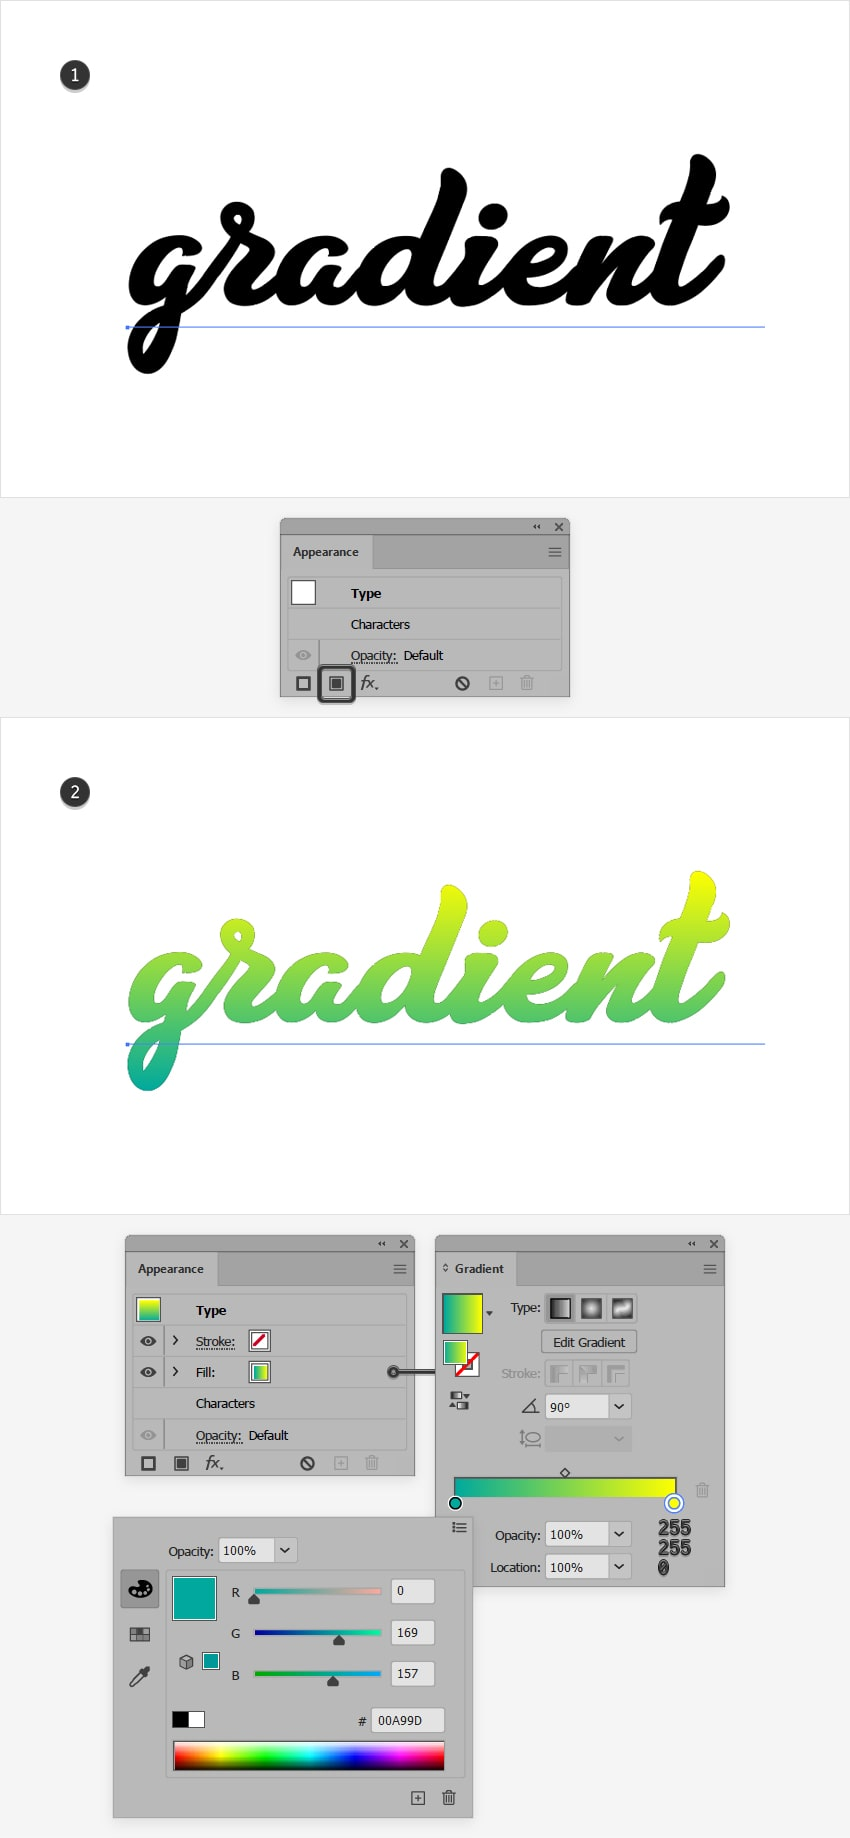 1
gradient
Appearance
Type
Characters
Opacity: Default
fx
2
gradient
Appearance
Type
Stroke:
Fill:
Characters
Opacity: Default
fx
Gradient
Type:
Edit Gradient
Stroke:
90°
Opacity: 100%
Location: 100%
255
255
0
Opacity: 100%
R 0
G 169
B 157
# 00A99D